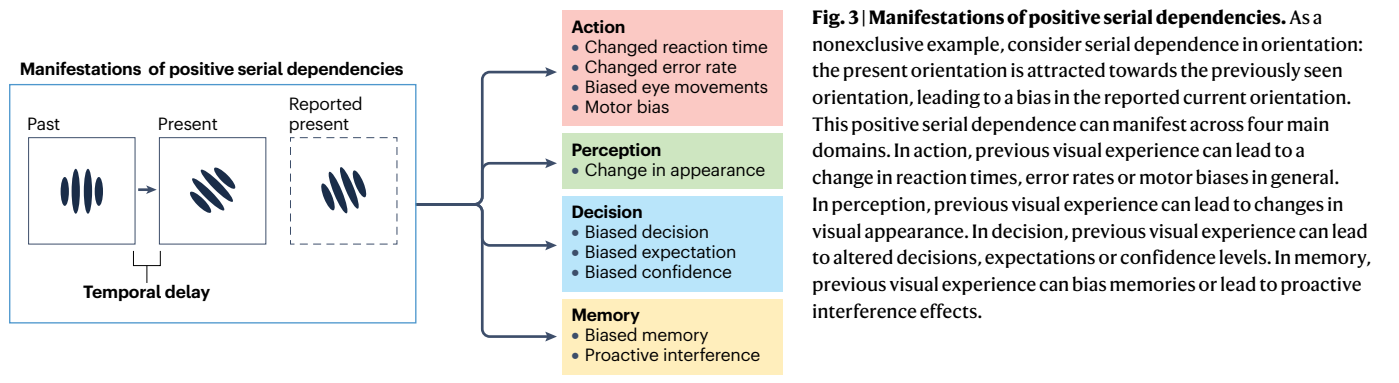 Manifestations of positive serial dependencies
Past
Present
Reported
present
Temporal delay
Action
• Changed reaction time
• Changed error rate
• Biased eye movements
• Motor bias
Perception
• Change in appearance
Decision
• Biased decision
• Biased expectation
• Biased confidence
Memory
• Biased memory
• Proactive interference
Fig. 3 | Manifestations of positive serial dependencies. As a
nonexclusive example, consider serial dependence in orientation:
the present orientation is attracted towards the previously seen
orientation, leading to a bias in the reported current orientation.
This positive serial dependence can manifest across four main
domains. In action, previous visual experience can lead to a
change in reaction times, error rates or motor biases in general.
In perception, previous visual experience can lead to changes in
visual appearance. In decision, previous visual experience can lead
to altered decisions, expectations or confidence levels. In memory,
previous visual experience can bias memories or lead to proactive
interference effects.